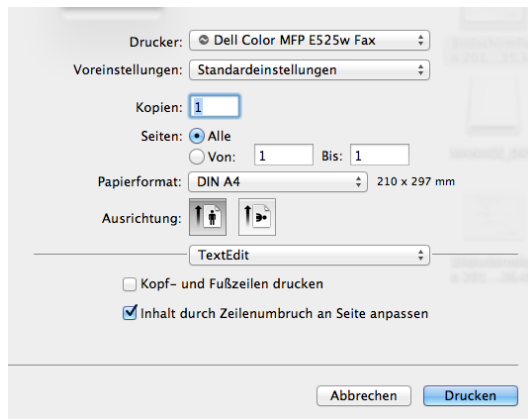 Drucker: Dell Color MFP E525w Fax
Voreinstellungen: Standardeinstellungen
Kopien: 1
Seiten: Alle
Von: 1 Bis: 1
Papierformat: DIN A4 210 x 297 mm
Ausrichtung:
TextEdit
Kopf- und Fußzeilen drucken
Inhalt durch Zeilenumbruch an Seite anpassen
Abbrechen Drucken